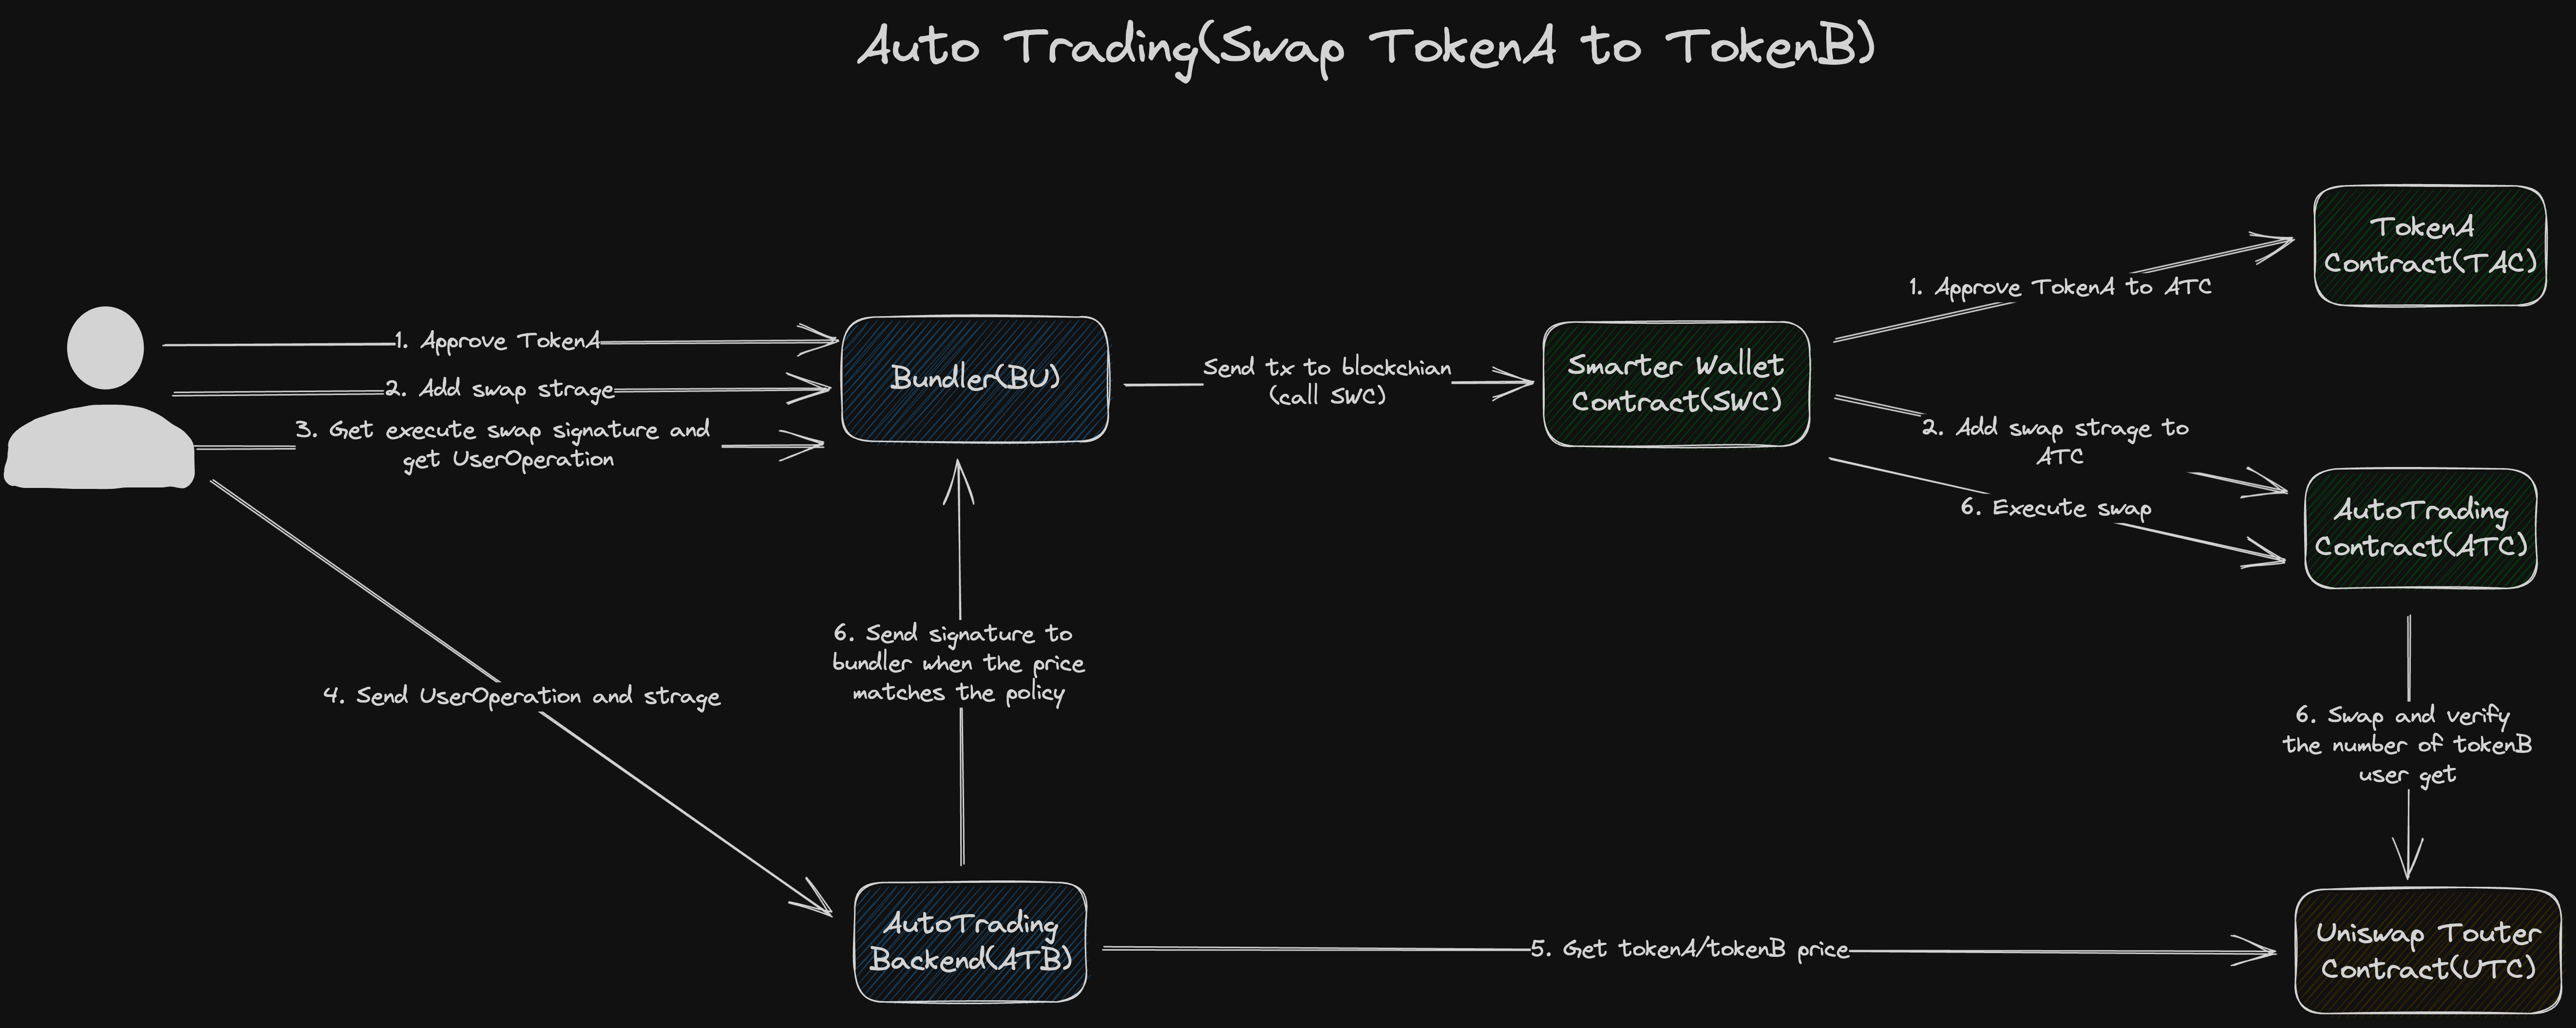 Auto Trading(Swap TokenA to TokenB)
TokenA
Contract(TAC)
1. Approve TokenA to ATC
1. Approve TokenA
2. Add swap strage
3. Get execute swap signature and
get UserOperation
Bundler(BU)
Send tx to blockchian
(call SWC)
Smarter Wallet
Contract(SWC)
2. Add swap strage to
ATC
6. Execute swap
AutoTrading
Contract(ATC)
6. Send signature to
bundler when the price
matches the policy
4. Send UserOperation and strage
6. Swap and verify
the number of tokenB
user get
AutoTrading
Backend(ATB)
5. Get tokenA/tokenB price
Uniswap Touter
Contract(UTC)